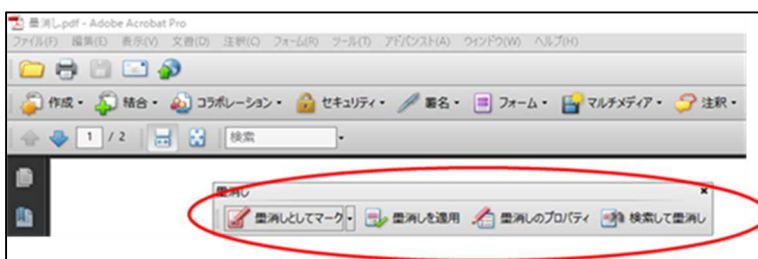 墨消し.pdf - Adobe Acrobat Pro
ファイル(F) 編集(E) 表示(V) 文書(D) 注釈(C) フォーム(R) ツール(T) アドバンスト(A) ウィンドウ(W) ヘルプ(H)
作成 結合 コラボレーション セキュリティ 署名 フォーム マルチメディア 注釈
1 / 2 検索
墨消し
墨消しとしてマーク 墨消しを適用 墨消しのプロパティ 検索して墨消し